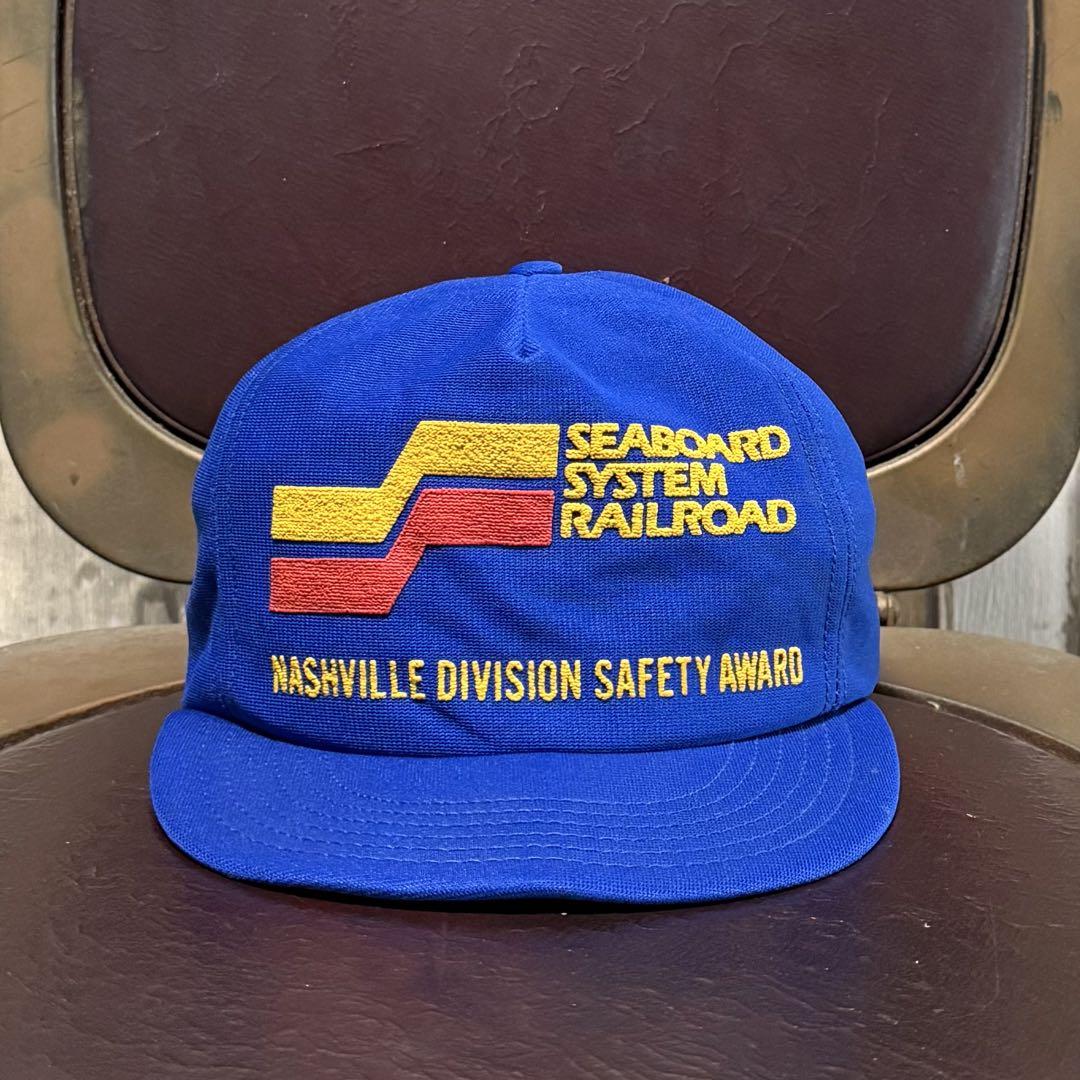 SEABOARD
SYSTEM
RAILROAD
NASHVILLE DIVISION SAFETY AWARD